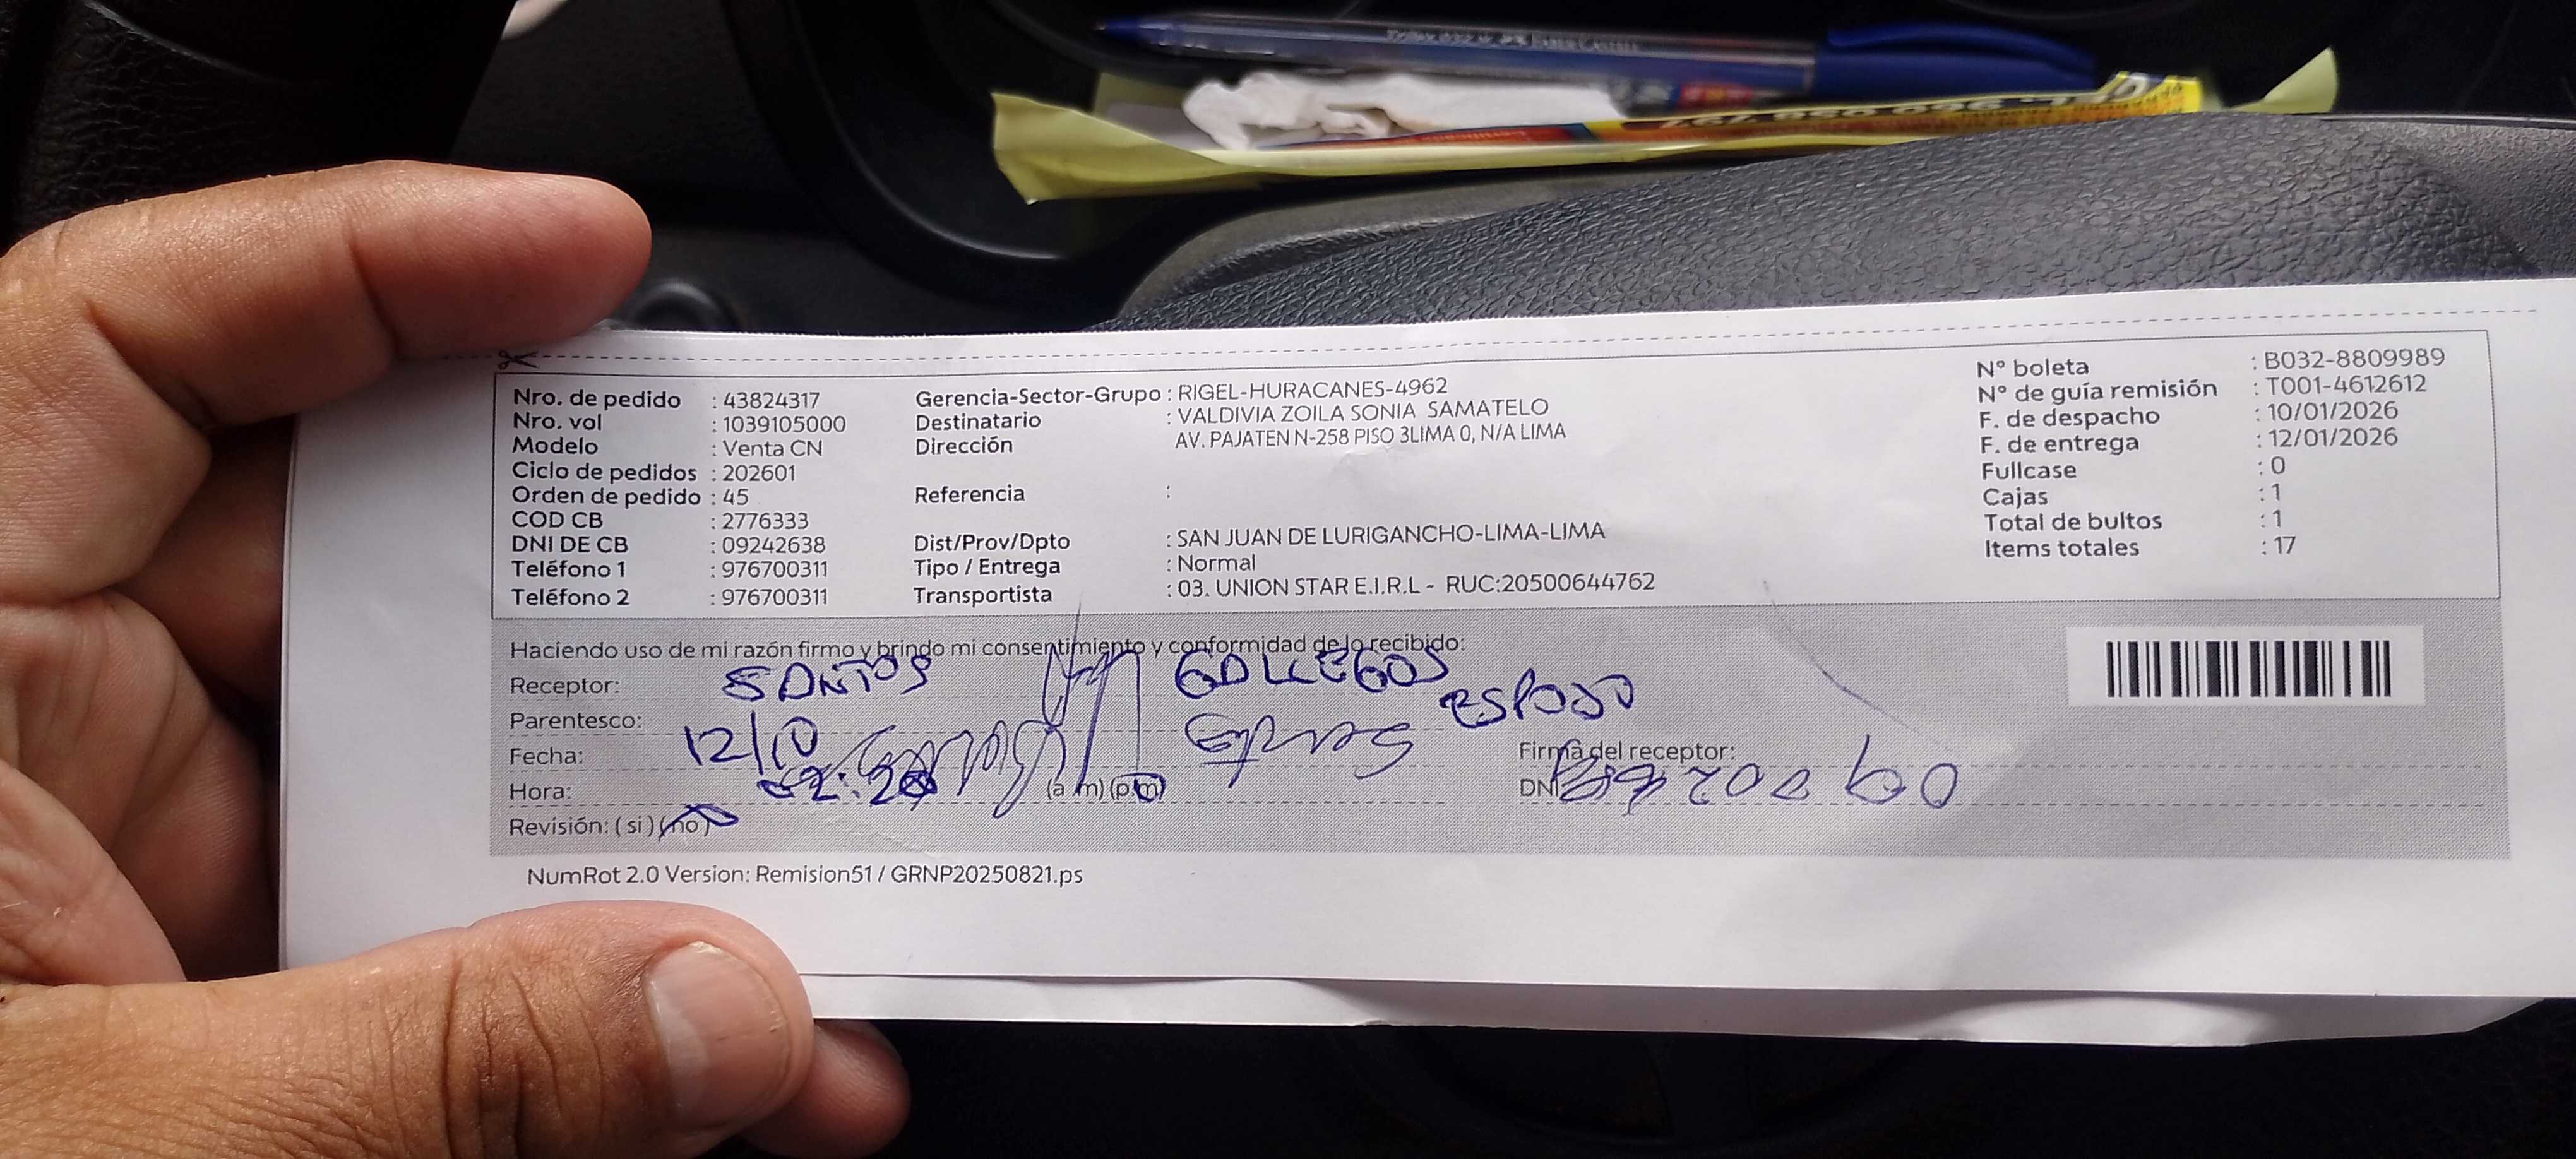 Nro. de pedido : 43824317
Nro. vol : 1039105000
Modelo : Venta CN
Ciclo de pedidos : 202601
Orden de pedido : 45
COD CB : 2776333
DNI DE CB : 09242638
Teléfono 1 : 976700311
Teléfono 2 : 976700311
Gerencia-Sector-Grupo : RIGEL-HURACANES-4962
Destinatario : VALDIVIA ZOILA SONIA SAMATELO
Dirección AV. PAJATEN N-258 PISO 3LIMA 0, N/A LIMA
Referencia :
Dist/Prov/Dpto : SAN JUAN DE LURIGANCHO-LIMA-LIMA
Tipo / Entrega : Normal
Transportista : 03. UNION STAR E.I.R.L - RUC:20500644762
N° boleta : B032-8809989
N° de guía remisión : T001-4612612
F. de despacho : 10/01/2026
F. de entrega : 12/01/2026
Fullcase : 0
Cajas : 1
Total de bultos : 1
Items totales : 17
Haciendo uso de mi razón firmo y brindo mi consentimiento y conformidad de lo recibido:
Receptor: SANTOS GALLEGOS
Parentesco: ESPOSO
Fecha:
Firma del receptor:
Hora: (a m) (p m)
DNI
Revisión: ( si ) ( no )
NumRot 2.0 Version: Remision51 / GRNP20250821.ps